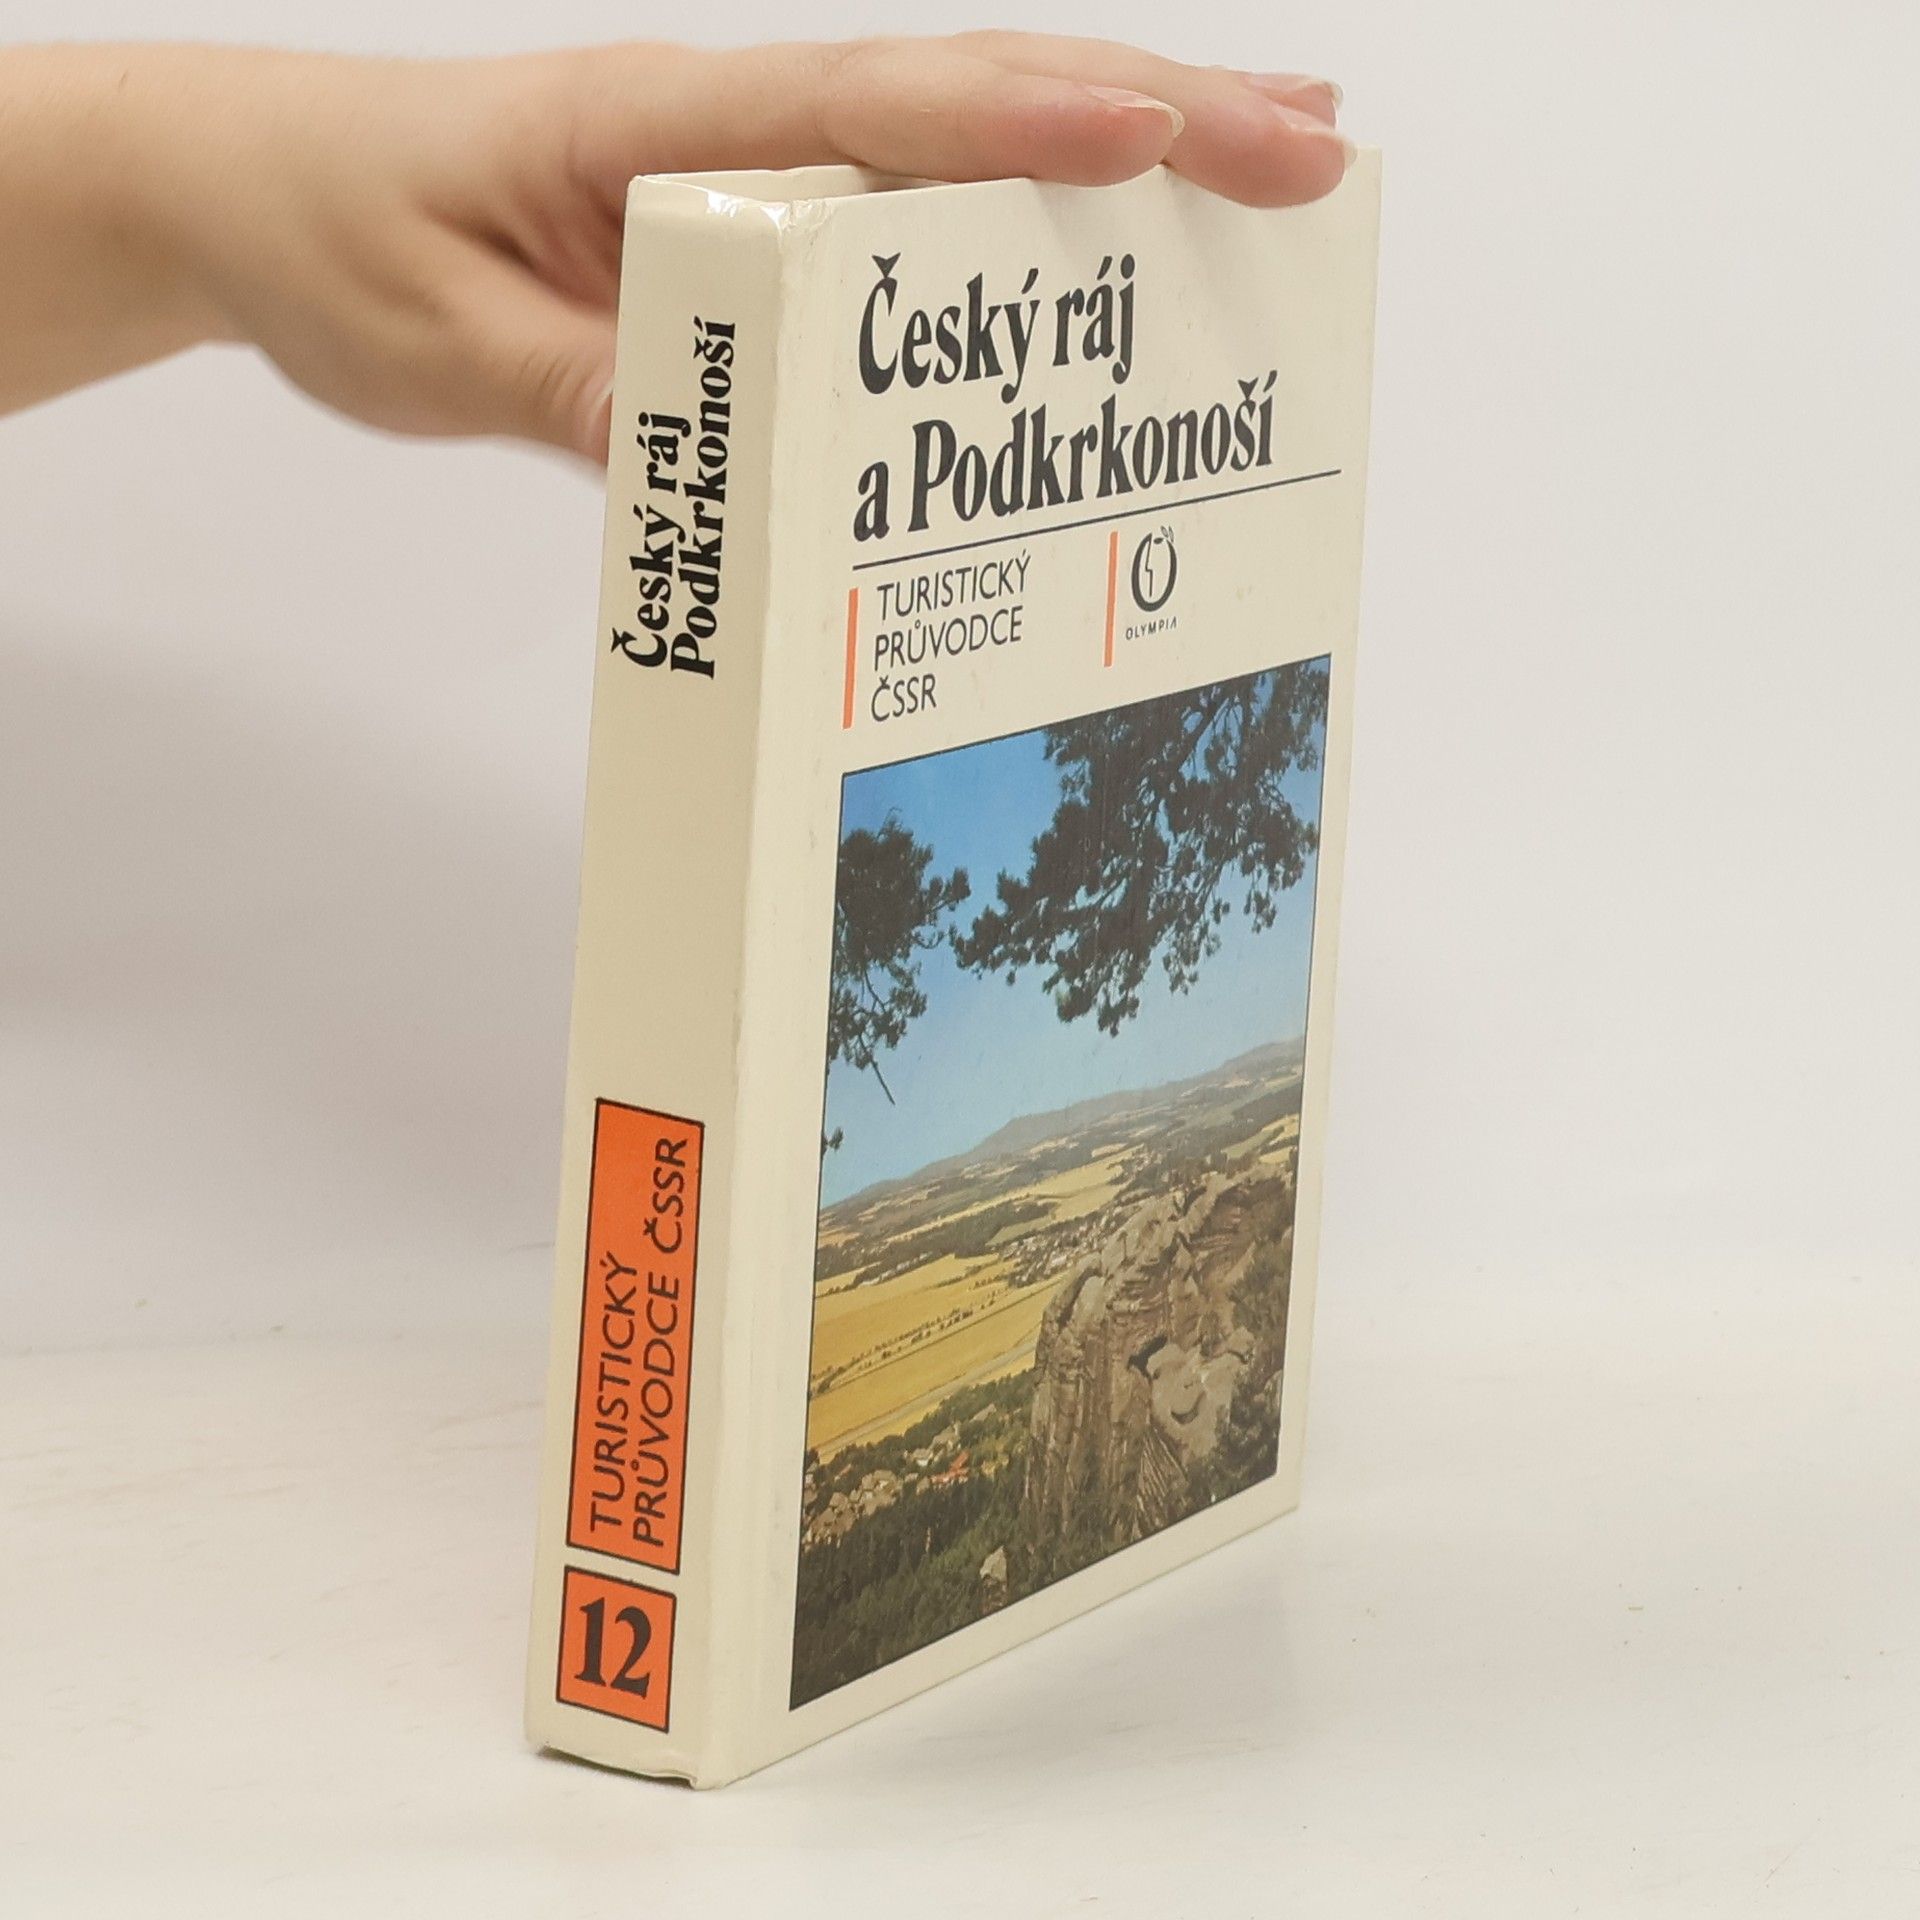 Český ráj
Podkrkonoší
TURISTICKÝ
PRŮVODCE ČSSR
12
Český ráj
a Podkrkonoší
TURISTICKÝ
PRŮVODCE
ČSSR
OLYMPIA